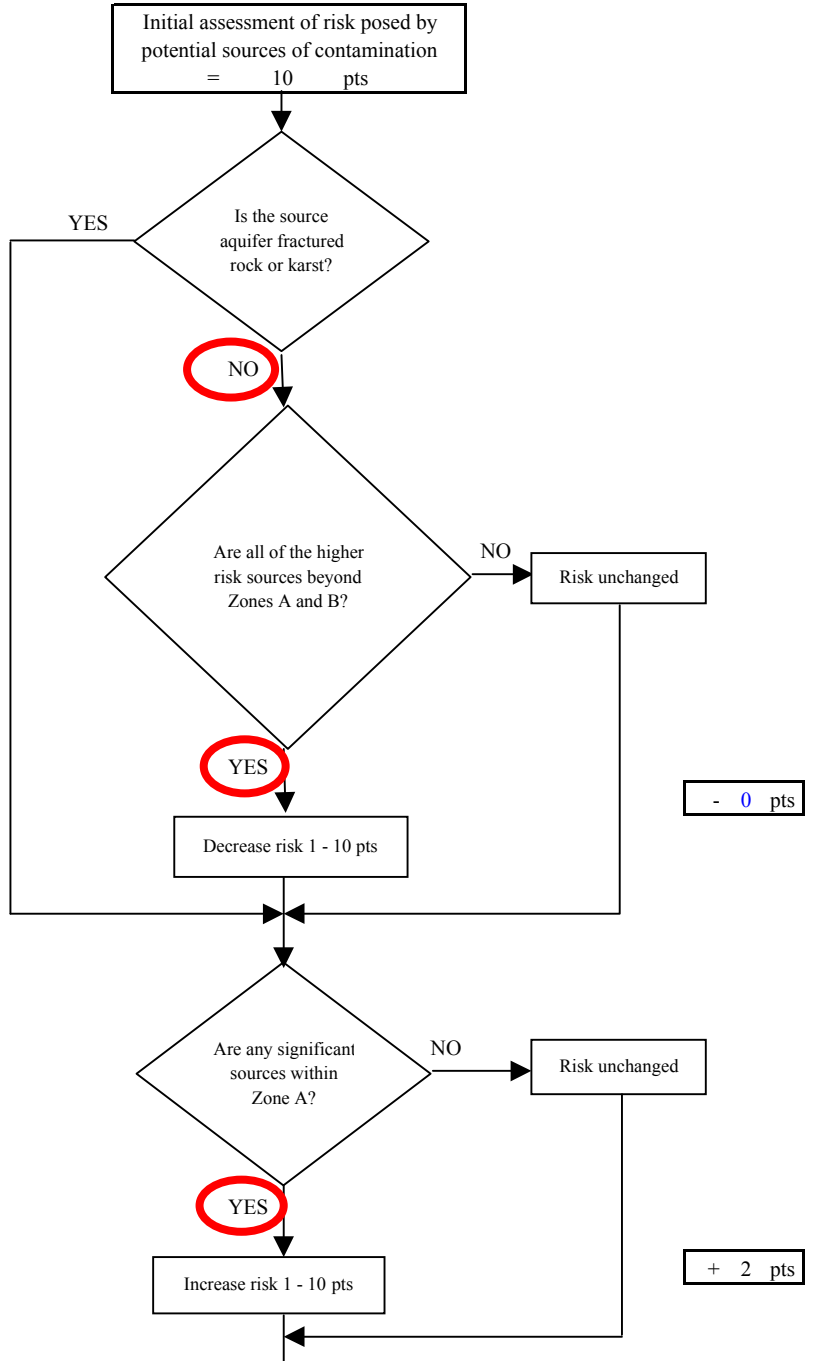 Initial assessment of risk posed by
potential sources of contamination
= 10 pts
YES
Is the source
aquifer fractured
rock or karst?
NO
Are all of the higher
risk sources beyond
Zones A and B?
NO
Risk unchanged
YES
- 0 pts
Decrease risk 1 - 10 pts
Are any significant
sources within
Zone A?
NO
Risk unchanged
YES
+ 2 pts
Increase risk 1 - 10 pts